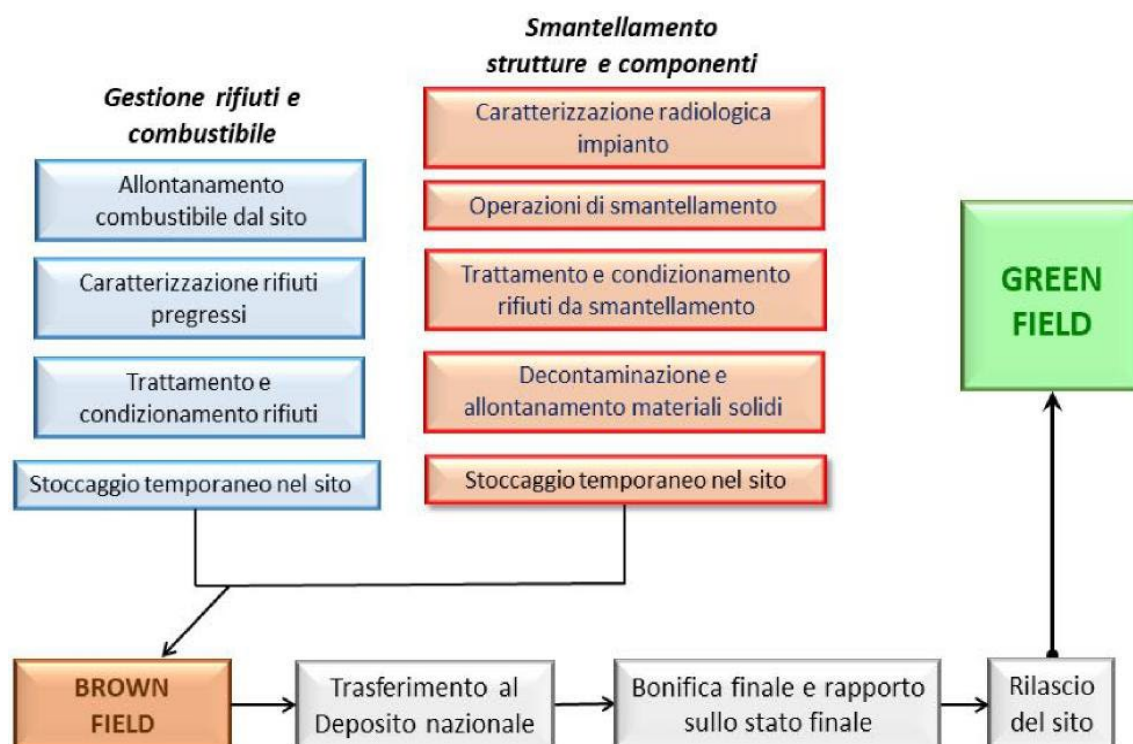 Gestione rifiuti e
combustibile
Allontanamento
combustibile dal sito
Caratterizzazione rifiuti
pregressi
Trattamento e
condizionamento rifiuti
Stoccaggio temporaneo nel sito
Smantellamento
strutture e componenti
Caratterizzazione radiologica
impianto
Operazioni di smantellamento
Trattamento e condizionamento
rifiuti da smantellamento
Decontaminazione e
allontanamento materiali solidi
Stoccaggio temporaneo nel sito
BROWN
FIELD
Trasferimento al
Deposito nazionale
Bonifica finale e rapporto
sullo stato finale
Rilascio
del sito
GREEN
FIELD